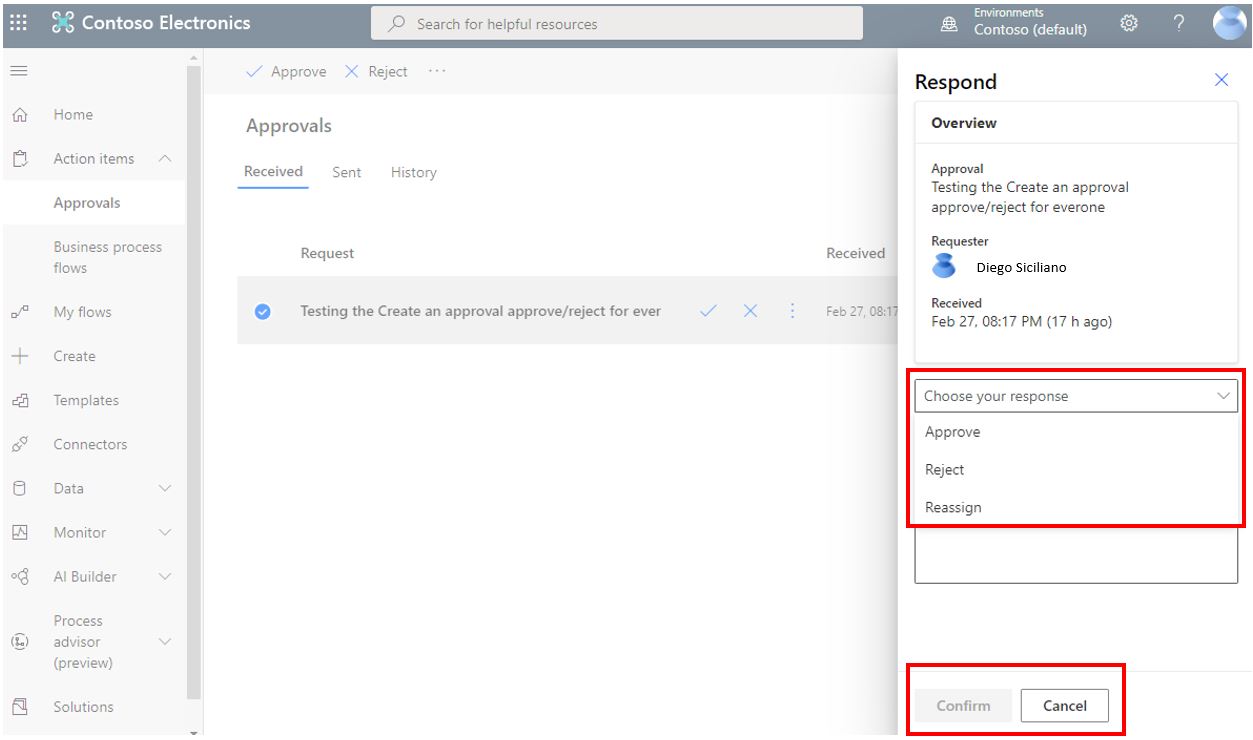 Contoso Electronics
Search for helpful resources
Environments
Contoso (default)
Home
Action items
Approvals
Business process
flows
My flows
Create
Templates
Connectors
Data
Monitor
AI Builder
Process
advisor
(preview)
Solutions
Approve
Reject
Approvals
Received
Sent
History
Request
Received
Testing the Create an approval approve/reject for ever
Feb 27, 08:17
Respond
Overview
Approval
Testing the Create an approval
approve/reject for everone
Requester
Diego Siciliano
Received
Feb 27, 08:17 PM (17 h ago)
Choose your response
Approve
Reject
Reassign
Confirm
Cancel